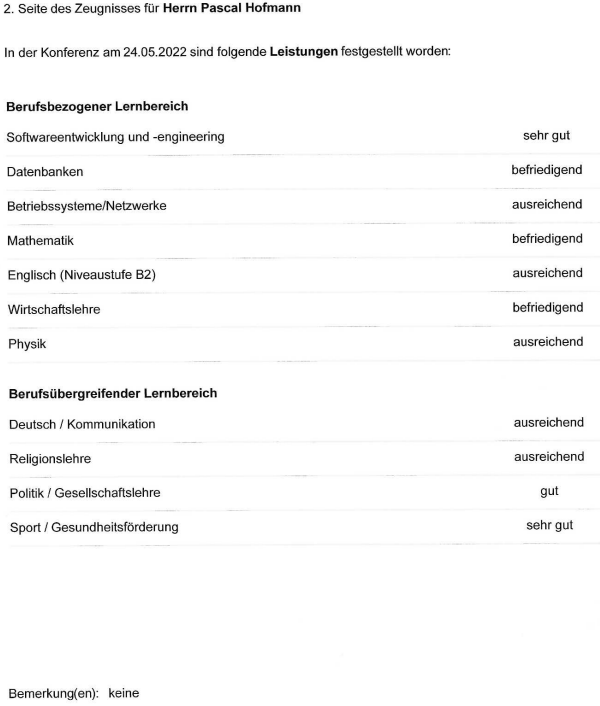 2. Seite des Zeugnisses für Herrn Pascal Hofmann
In der Konferenz am 24.05.2022 sind folgende Leistungen festgestellt worden:
Berufsbezogener Lernbereich
Softwareentwicklung und -engineering sehr gut
Datenbanken befriedigend
Betriebssysteme/Netzwerke ausreichend
Mathematik befriedigend
Englisch (Niveaustufe B2) ausreichend
Wirtschaftslehre befriedigend
Physik ausreichend
Berufsübergreifender Lernbereich
Deutsch / Kommunikation ausreichend
Religionslehre ausreichend
Politik / Gesellschaftslehre gut
Sport / Gesundheitsförderung sehr gut
Bemerkung(en): keine